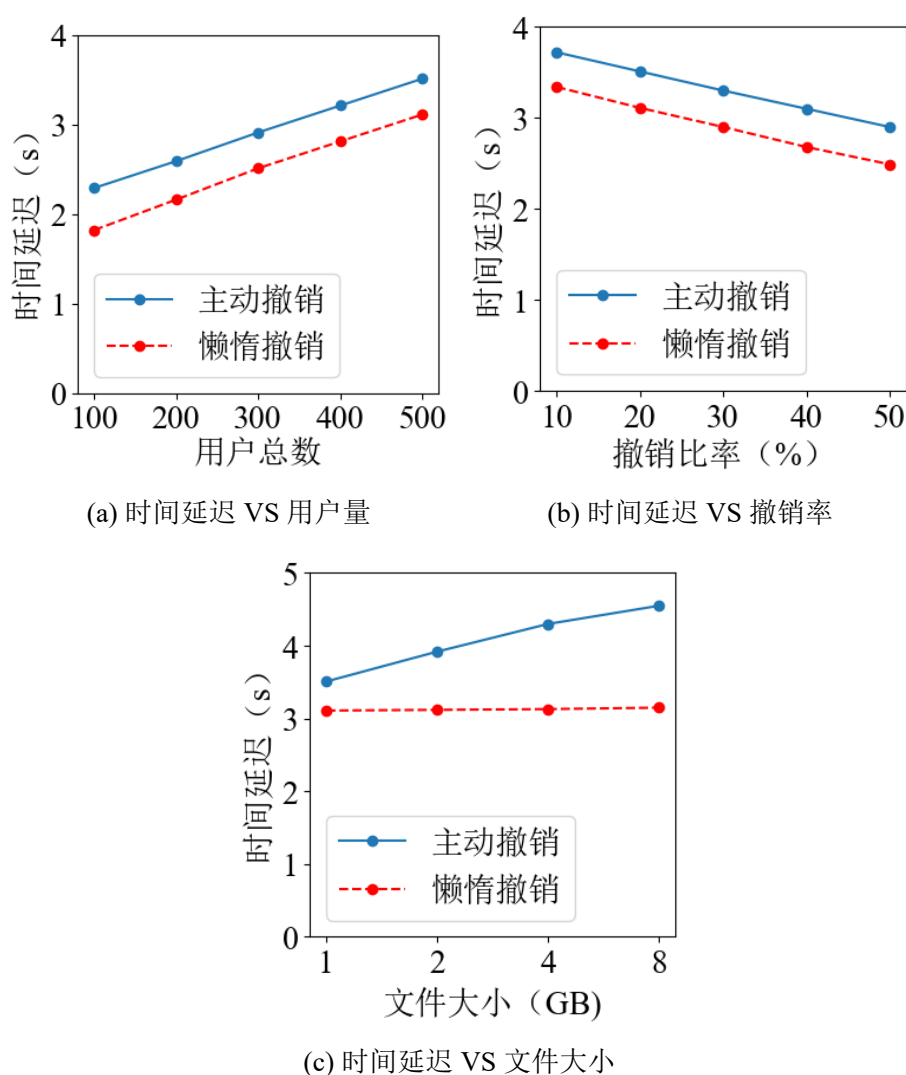 4
3
2
1
0
时间延迟（s）
主动撤销
懒惰撤销
100 200 300 400 500
用户总数
(a) 时间延迟 VS 用户量
4
3
2
1
0
时间延迟（s）
主动撤销
懒惰撤销
10 20 30 40 50
撤销比率（%）
(b) 时间延迟 VS 撤销率
5
4
3
2
1
0
时间延迟（s）
主动撤销
懒惰撤销
1 2 4 8
文件大小（GB)
(c) 时间延迟 VS 文件大小